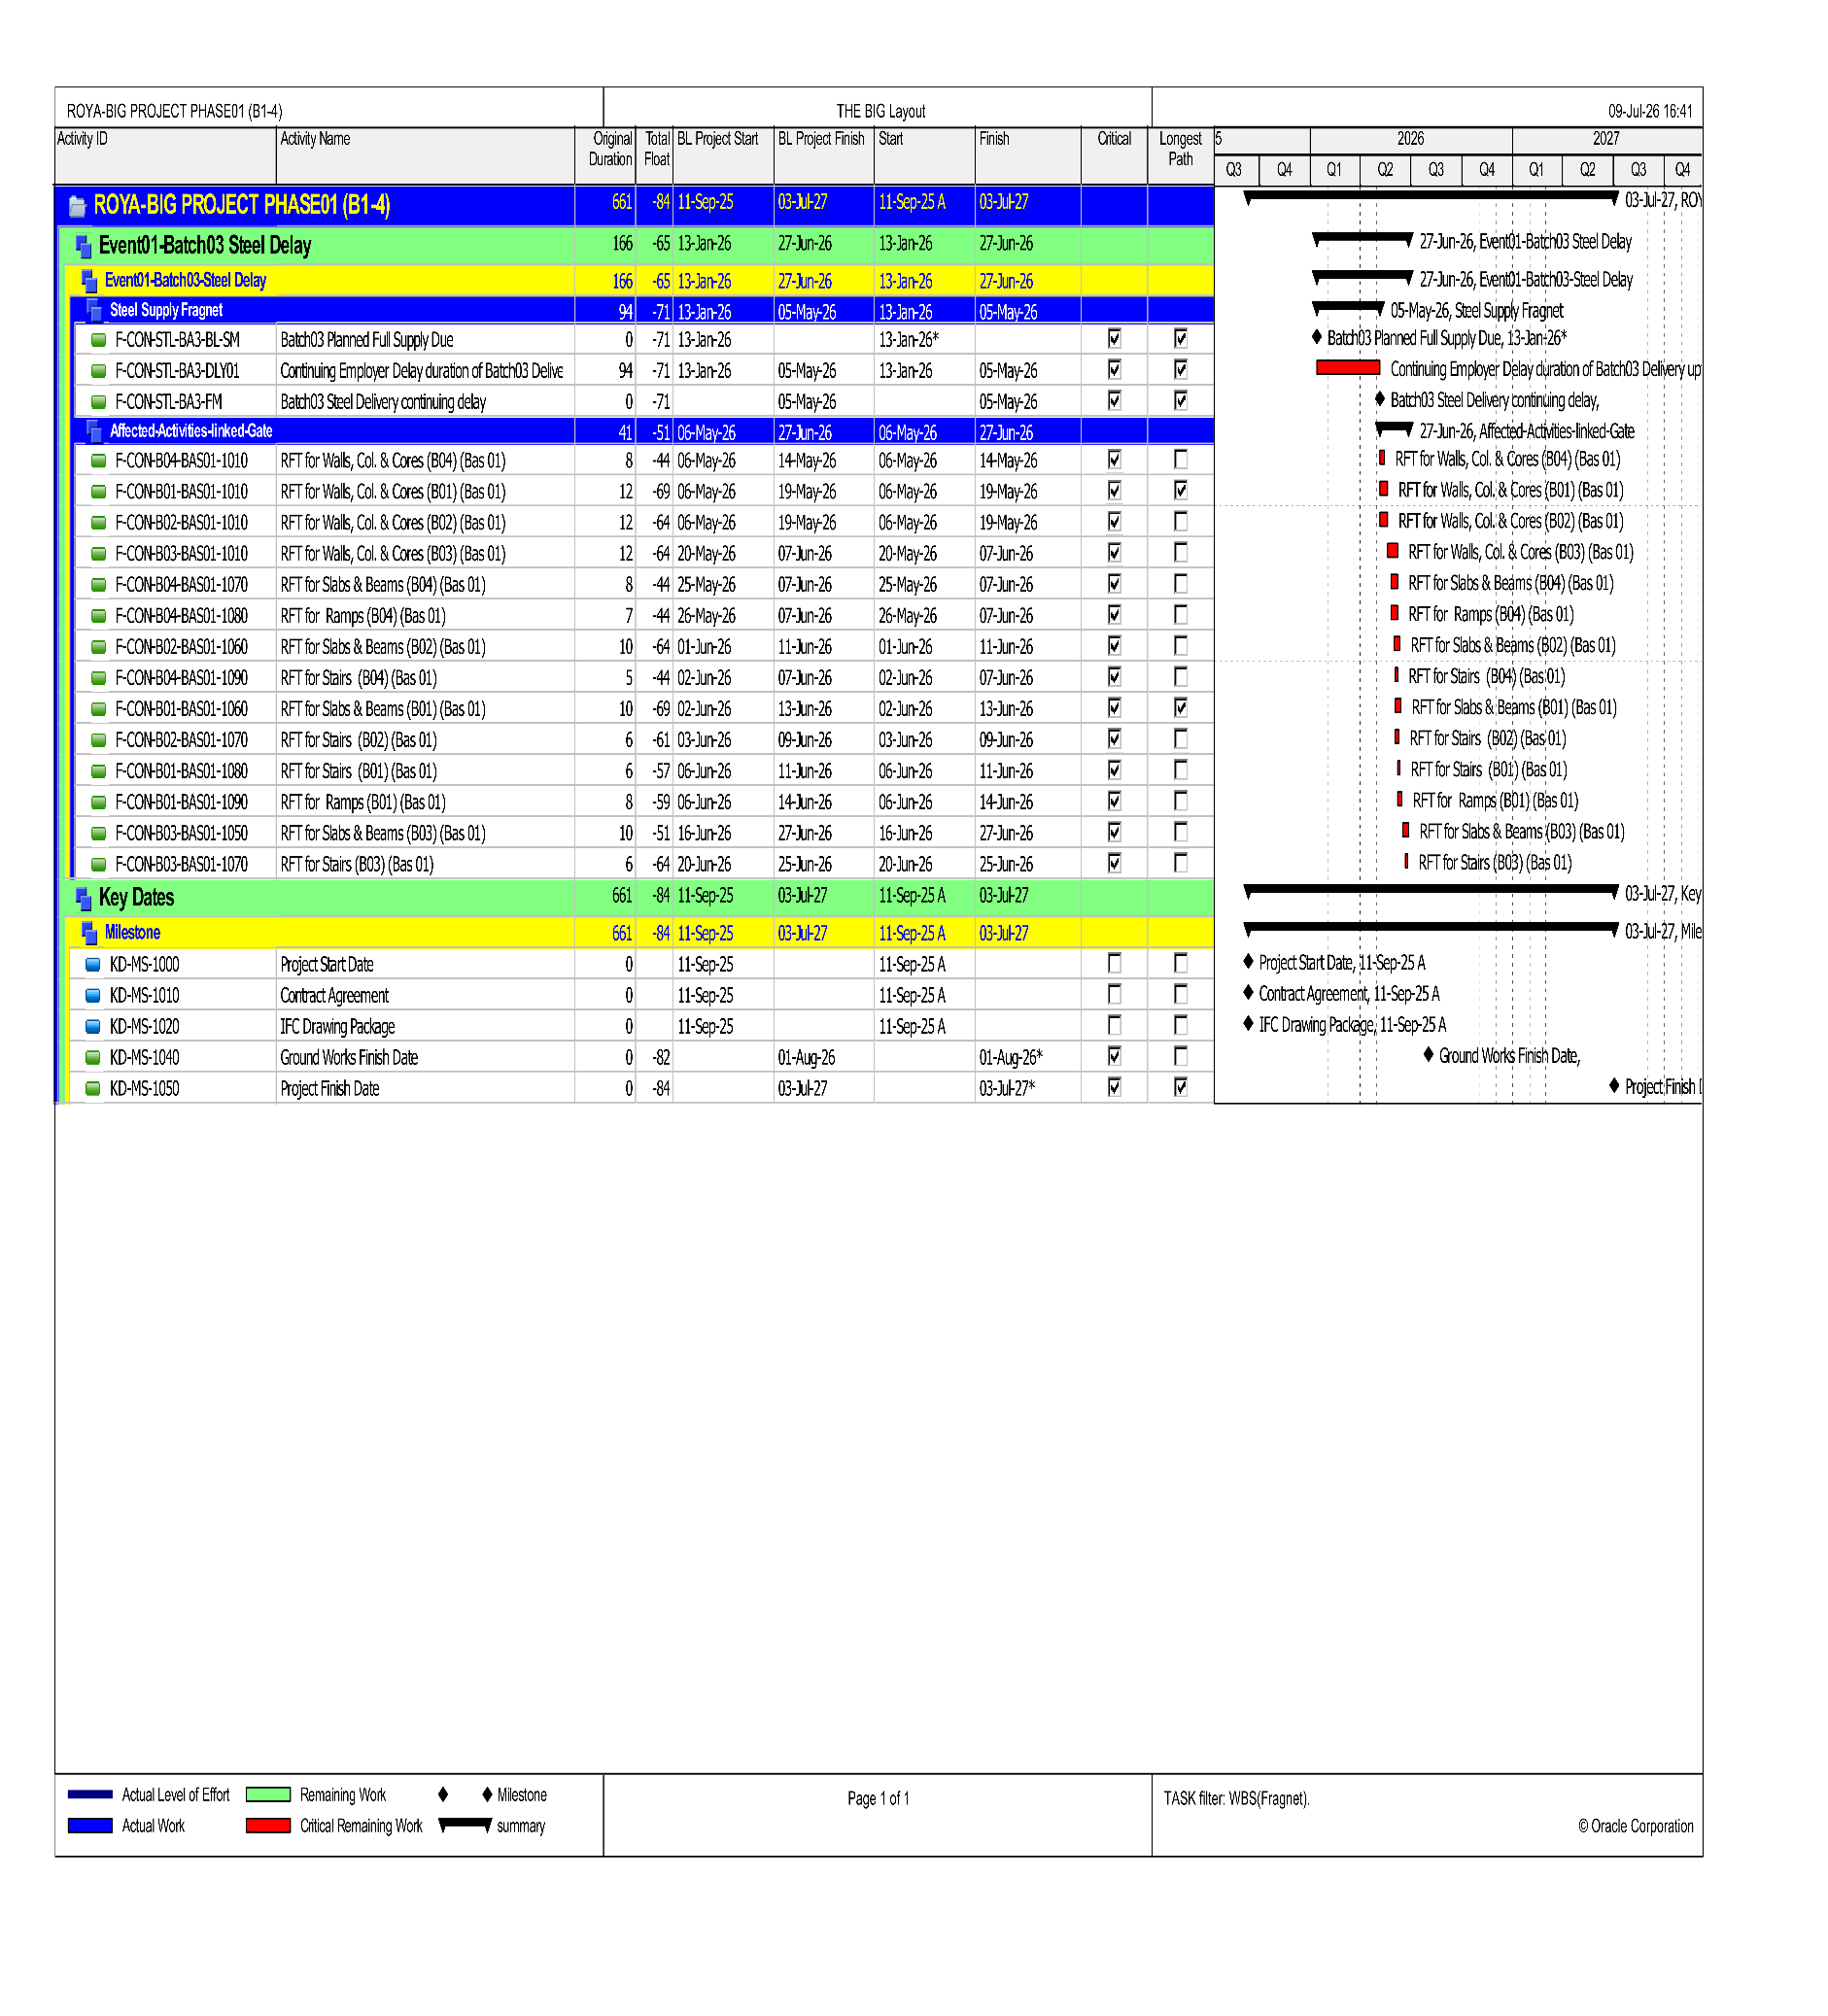 ROYA-BIG PROJECT PHASE01 (B1-4) THE BIG Layout 09-Jul-26 16:41
Activity ID Activity Name Original Duration Total Float BL Project Start BL Project Finish Start Finish Critical Longest Path 5 2026 2027
Q3 Q4 Q1 Q2 Q3 Q4 Q1 Q2 Q3 Q4
ROYA-BIG PROJECT PHASE01 (B1-4) 661 -84 11-Sep-25 03-Jul-27 11-Sep-25 A 03-Jul-27 03-Jul-27, ROY
Event01-Batch03 Steel Delay 166 -65 13-Jan-26 27-Jun-26 13-Jan-26 27-Jun-26 27-Jun-26, Event01-Batch03 Steel Delay
Event01-Batch03-Steel Delay 166 -65 13-Jan-26 27-Jun-26 13-Jan-26 27-Jun-26 27-Jun-26, Event01-Batch03-Steel Delay
Steel Supply Fragnet 94 -71 13-Jan-26 05-May-26 13-Jan-26 05-May-26 05-May-26, Steel Supply Fragnet
F-CON-STL-BA3-BL-SM Batch03 Planned Full Supply Due 0 -71 13-Jan-26 13-Jan-26* Batch03 Planned Full Supply Due, 13-Jan-26*
F-CON-STL-BA3-DLY01 Continuing Employer Delay duration of Batch03 Delive 94 -71 13-Jan-26 05-May-26 13-Jan-26 05-May-26 Continuing Employer Delay duration of Batch03 Delivery up
F-CON-STL-BA3-FM Batch03 Steel Delivery continuing delay 0 -71 05-May-26 05-May-26 Batch03 Steel Delivery continuing delay,
Affected-Activities-linked-Gate 41 -51 06-May-26 27-Jun-26 06-May-26 27-Jun-26 27-Jun-26, Affected-Activities-linked-Gate
F-CON-B04-BAS01-1010 RFT for Walls, Col. & Cores (B04) (Bas 01) 8 -44 06-May-26 14-May-26 06-May-26 14-May-26 RFT for Walls, Col. & Cores (B04) (Bas 01)
F-CON-B01-BAS01-1010 RFT for Walls, Col. & Cores (B01) (Bas 01) 12 -69 06-May-26 19-May-26 06-May-26 19-May-26 RFT for Walls, Col. & Cores (B01) (Bas 01)
F-CON-B02-BAS01-1010 RFT for Walls, Col. & Cores (B02) (Bas 01) 12 -64 06-May-26 19-May-26 06-May-26 19-May-26 RFT for Walls, Col. & Cores (B02) (Bas 01)
F-CON-B03-BAS01-1010 RFT for Walls, Col. & Cores (B03) (Bas 01) 12 -64 20-May-26 07-Jun-26 20-May-26 07-Jun-26 RFT for Walls, Col. & Cores (B03) (Bas 01)
F-CON-B04-BAS01-1070 RFT for Slabs & Beams (B04) (Bas 01) 8 -44 25-May-26 07-Jun-26 25-May-26 07-Jun-26 RFT for Slabs & Beams (B04) (Bas 01)
F-CON-B04-BAS01-1080 RFT for Ramps (B04) (Bas 01) 7 -44 26-May-26 07-Jun-26 26-May-26 07-Jun-26 RFT for Ramps (B04) (Bas 01)
F-CON-B02-BAS01-1060 RFT for Slabs & Beams (B02) (Bas 01) 10 -64 01-Jun-26 11-Jun-26 01-Jun-26 11-Jun-26 RFT for Slabs & Beams (B02) (Bas 01)
F-CON-B04-BAS01-1090 RFT for Stairs (B04) (Bas 01) 5 -44 02-Jun-26 07-Jun-26 02-Jun-26 07-Jun-26 RFT for Stairs (B04) (Bas 01)
F-CON-B01-BAS01-1060 RFT for Slabs & Beams (B01) (Bas 01) 10 -69 02-Jun-26 13-Jun-26 02-Jun-26 13-Jun-26 RFT for Slabs & Beams (B01) (Bas 01)
F-CON-B02-BAS01-1070 RFT for Stairs (B02) (Bas 01) 6 -61 03-Jun-26 09-Jun-26 03-Jun-26 09-Jun-26 RFT for Stairs (B02) (Bas 01)
F-CON-B01-BAS01-1080 RFT for Stairs (B01) (Bas 01) 6 -57 06-Jun-26 11-Jun-26 06-Jun-26 11-Jun-26 RFT for Stairs (B01) (Bas 01)
F-CON-B01-BAS01-1090 RFT for Ramps (B01) (Bas 01) 8 -59 06-Jun-26 14-Jun-26 06-Jun-26 14-Jun-26 RFT for Ramps (B01) (Bas 01)
F-CON-B03-BAS01-1050 RFT for Slabs & Beams (B03) (Bas 01) 10 -51 16-Jun-26 27-Jun-26 16-Jun-26 27-Jun-26 RFT for Slabs & Beams (B03) (Bas 01)
F-CON-B03-BAS01-1070 RFT for Stairs (B03) (Bas 01) 6 -64 20-Jun-26 25-Jun-26 20-Jun-26 25-Jun-26 RFT for Stairs (B03) (Bas 01)
Key Dates 661 -84 11-Sep-25 03-Jul-27 11-Sep-25 A 03-Jul-27 03-Jul-27, Key
Milestone 661 -84 11-Sep-25 03-Jul-27 11-Sep-25 A 03-Jul-27 03-Jul-27, Mile
KD-MS-1000 Project Start Date 0 11-Sep-25 11-Sep-25 A Project Start Date, 11-Sep-25 A
KD-MS-1010 Contract Agreement 0 11-Sep-25 11-Sep-25 A Contract Agreement, 11-Sep-25 A
KD-MS-1020 IFC Drawing Package 0 11-Sep-25 11-Sep-25 A IFC Drawing Package, 11-Sep-25 A
KD-MS-1040 Ground Works Finish Date 0 -82 01-Aug-26 01-Aug-26* Ground Works Finish Date,
KD-MS-1050 Project Finish Date 0 -84 03-Jul-27 03-Jul-27* Project Finish
Actual Level of Effort Remaining Work Milestone Page 1 of 1 TASK filter: WBS(Fragnet).
Actual Work Critical Remaining Work summary © Oracle Corporation